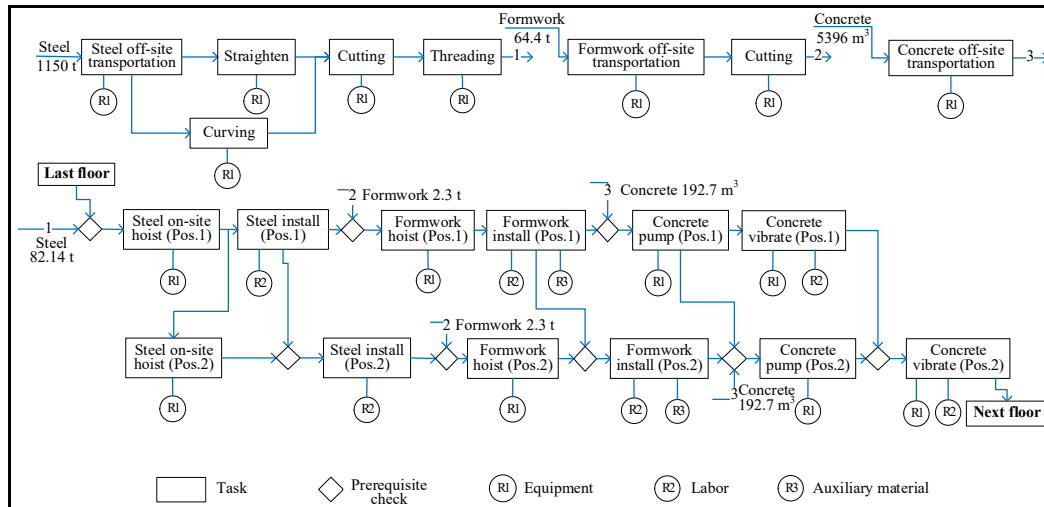 Steel
1150 t
Steel off-site
transportation
Straighten
Cutting
Threading
1
Formwork
64.4 t
Formwork off-site
transportation
Cutting
2
Concrete
5396 m³
Concrete off-site
transportation
3
R1
R1
R1
R1
R1
R1
R1
Curving
R1
Last floor
1
Steel
82.14 t
Steel on-site
hoist (Pos.1)
Steel install
(Pos.1)
2 Formwork 2.3 t
Formwork
hoist (Pos.1)
Formwork
install (Pos.1)
3 Concrete 192.7 m³
Concrete
pump (Pos.1)
Concrete
vibrate (Pos.1)
R1
R2
R1
R2
R3
R1
R1
R2
Steel on-site
hoist (Pos.2)
Steel install
(Pos.2)
2 Formwork 2.3 t
Formwork
hoist (Pos.2)
Formwork
install (Pos.2)
3 Concrete
192.7 m³
Concrete
pump (Pos.2)
Concrete
vibrate (Pos.2)
R1
R2
R1
R2
R3
R1
R1
R2
Next floor
Task
Prerequisite
check
R1 Equipment
R2 Labor
R3 Auxiliary material